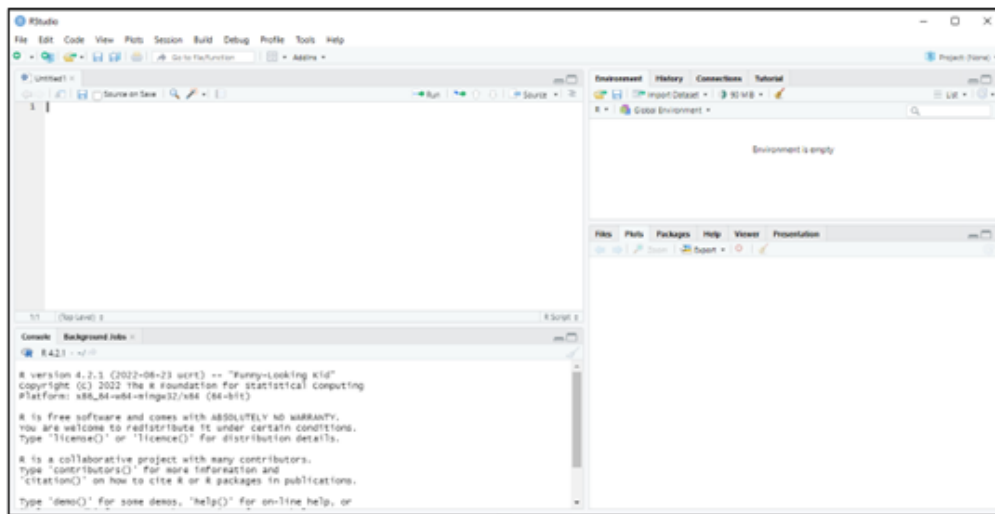 RStudio
File Edit Code View Plots Session Build Debug Profile Tools Help
Go to file/function Addins
Project: (None)
Untitled1
Source on Save Run Source
1
1:1 (Top Level) R Script
Console Background Jobs
R 4.2.1 · ~/
R version 4.2.1 (2022-06-23 ucrt) -- "Funny-Looking Kid"
Copyright (C) 2022 The R Foundation for Statistical Computing
Platform: x86_64-w64-mingw32/x64 (64-bit)
R is free software and comes with ABSOLUTELY NO WARRANTY.
You are welcome to redistribute it under certain conditions.
Type 'license()' or 'licence()' for distribution details.
R is a collaborative project with many contributors.
Type 'contributors()' for more information and
'citation()' on how to cite R or R packages in publications.
Type 'demo()' for some demos, 'help()' for on-line help, or
Environment History Connections Tutorial
Import Dataset 90 MiB List
R Global Environment
Environment is empty
Files Plots Packages Help Viewer Presentation
Zoom Export